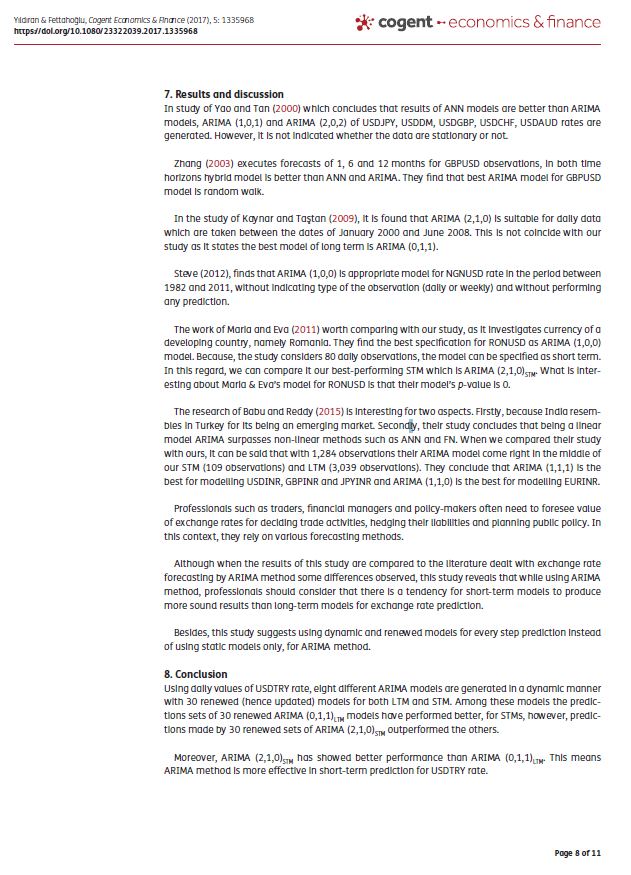 Yıldıran & Fettahoğlu, Cogent Economics & Finance (2017), 5: 1335968
https://doi.org/10.1080/23322039.2017.1335968
cogent economics & finance
7. Results and discussion
In study of Yao and Tan (2000) which concludes that results of ANN models are better than ARIMA
models, ARIMA (1,0,1) and ARIMA (2,0,2) of USDJPY, USDDM, USDGBP, USDCHF, USDAUD rates are
generated. However, it is not indicated whether the data are stationary or not.
Zhang (2003) executes forecasts of 1, 6 and 12 months for GBPUSD observations, in both time
horizons hybrid model is better than ANN and ARIMA. They find that best ARIMA model for GBPUSD
model is random walk.
In the study of Kaynar and Taştan (2009), it is found that ARIMA (2,1,0) is suitable for daily data
which are taken between the dates of January 2000 and June 2008. This is not coincide with our
study as it states the best model of long term is ARIMA (0,1,1).
Steve (2012), finds that ARIMA (1,0,0) is appropriate model for NGNUSD rate in the period between
1982 and 2011, without indicating type of the observation (daily or weekly) and without performing
any prediction.
The work of Maria and Eva (2011) worth comparing with our study, as it investigates currency of a
developing country, namely Romania. They find the best specification for RONUSD as ARIMA (1,0,0)
model. Because, the study considers 80 daily observations, the model can be specified as short term.
In this regard, we can compare it our best-performing STM which is ARIMA (2,1,0)STM. What is inter-
esting about Maria & Eva's model for RONUSD is that their model's p-value is 0.
The research of Babu and Reddy (2015) is interesting for two aspects. Firstly, because India resem-
bles in Turkey for its being an emerging market. Secondly, their study concludes that being a linear
model ARIMA surpasses non-linear methods such as ANN and FN. When we compared their study
with ours, it can be said that with 1,284 observations their ARIMA model come right in the middle of
our STM (109 observations) and LTM (3,039 observations). They conclude that ARIMA (1,1,1) is the
best for modelling USDINR, GBPINR and JPYINR and ARIMA (1,1,0) is the best for modelling EURINR.
Professionals such as traders, financial managers and policy-makers often need to foresee value
of exchange rates for deciding trade activities, hedging their liabilities and planning public policy. In
this context, they rely on various forecasting methods.
Although when the results of this study are compared to the literature dealt with exchange rate
forecasting by ARIMA method some differences observed, this study reveals that while using ARIMA
method, professionals should consider that there is a tendency for short-term models to produce
more sound results than long-term models for exchange rate prediction.
Besides, this study suggests using dynamic and renewed models for every step prediction instead
of using static models only, for ARIMA method.
8. Conclusion
Using daily values of USDTRY rate, eight different ARIMA models are generated in a dynamic manner
with 30 renewed (hence updated) models for both LTM and STM. Among these models the predic-
tions sets of 30 renewed ARIMA (0,1,1)LTM models have performed better, for STMs, however, predic-
tions made by 30 renewed sets of ARIMA (2,1,0)STM outperformed the others.
Moreover, ARIMA (2,1,0)STM has showed better performance than ARIMA (0,1,1)LTM. This means
ARIMA method is more effective in short-term prediction for USDTRY rate.
Page 8 of 11